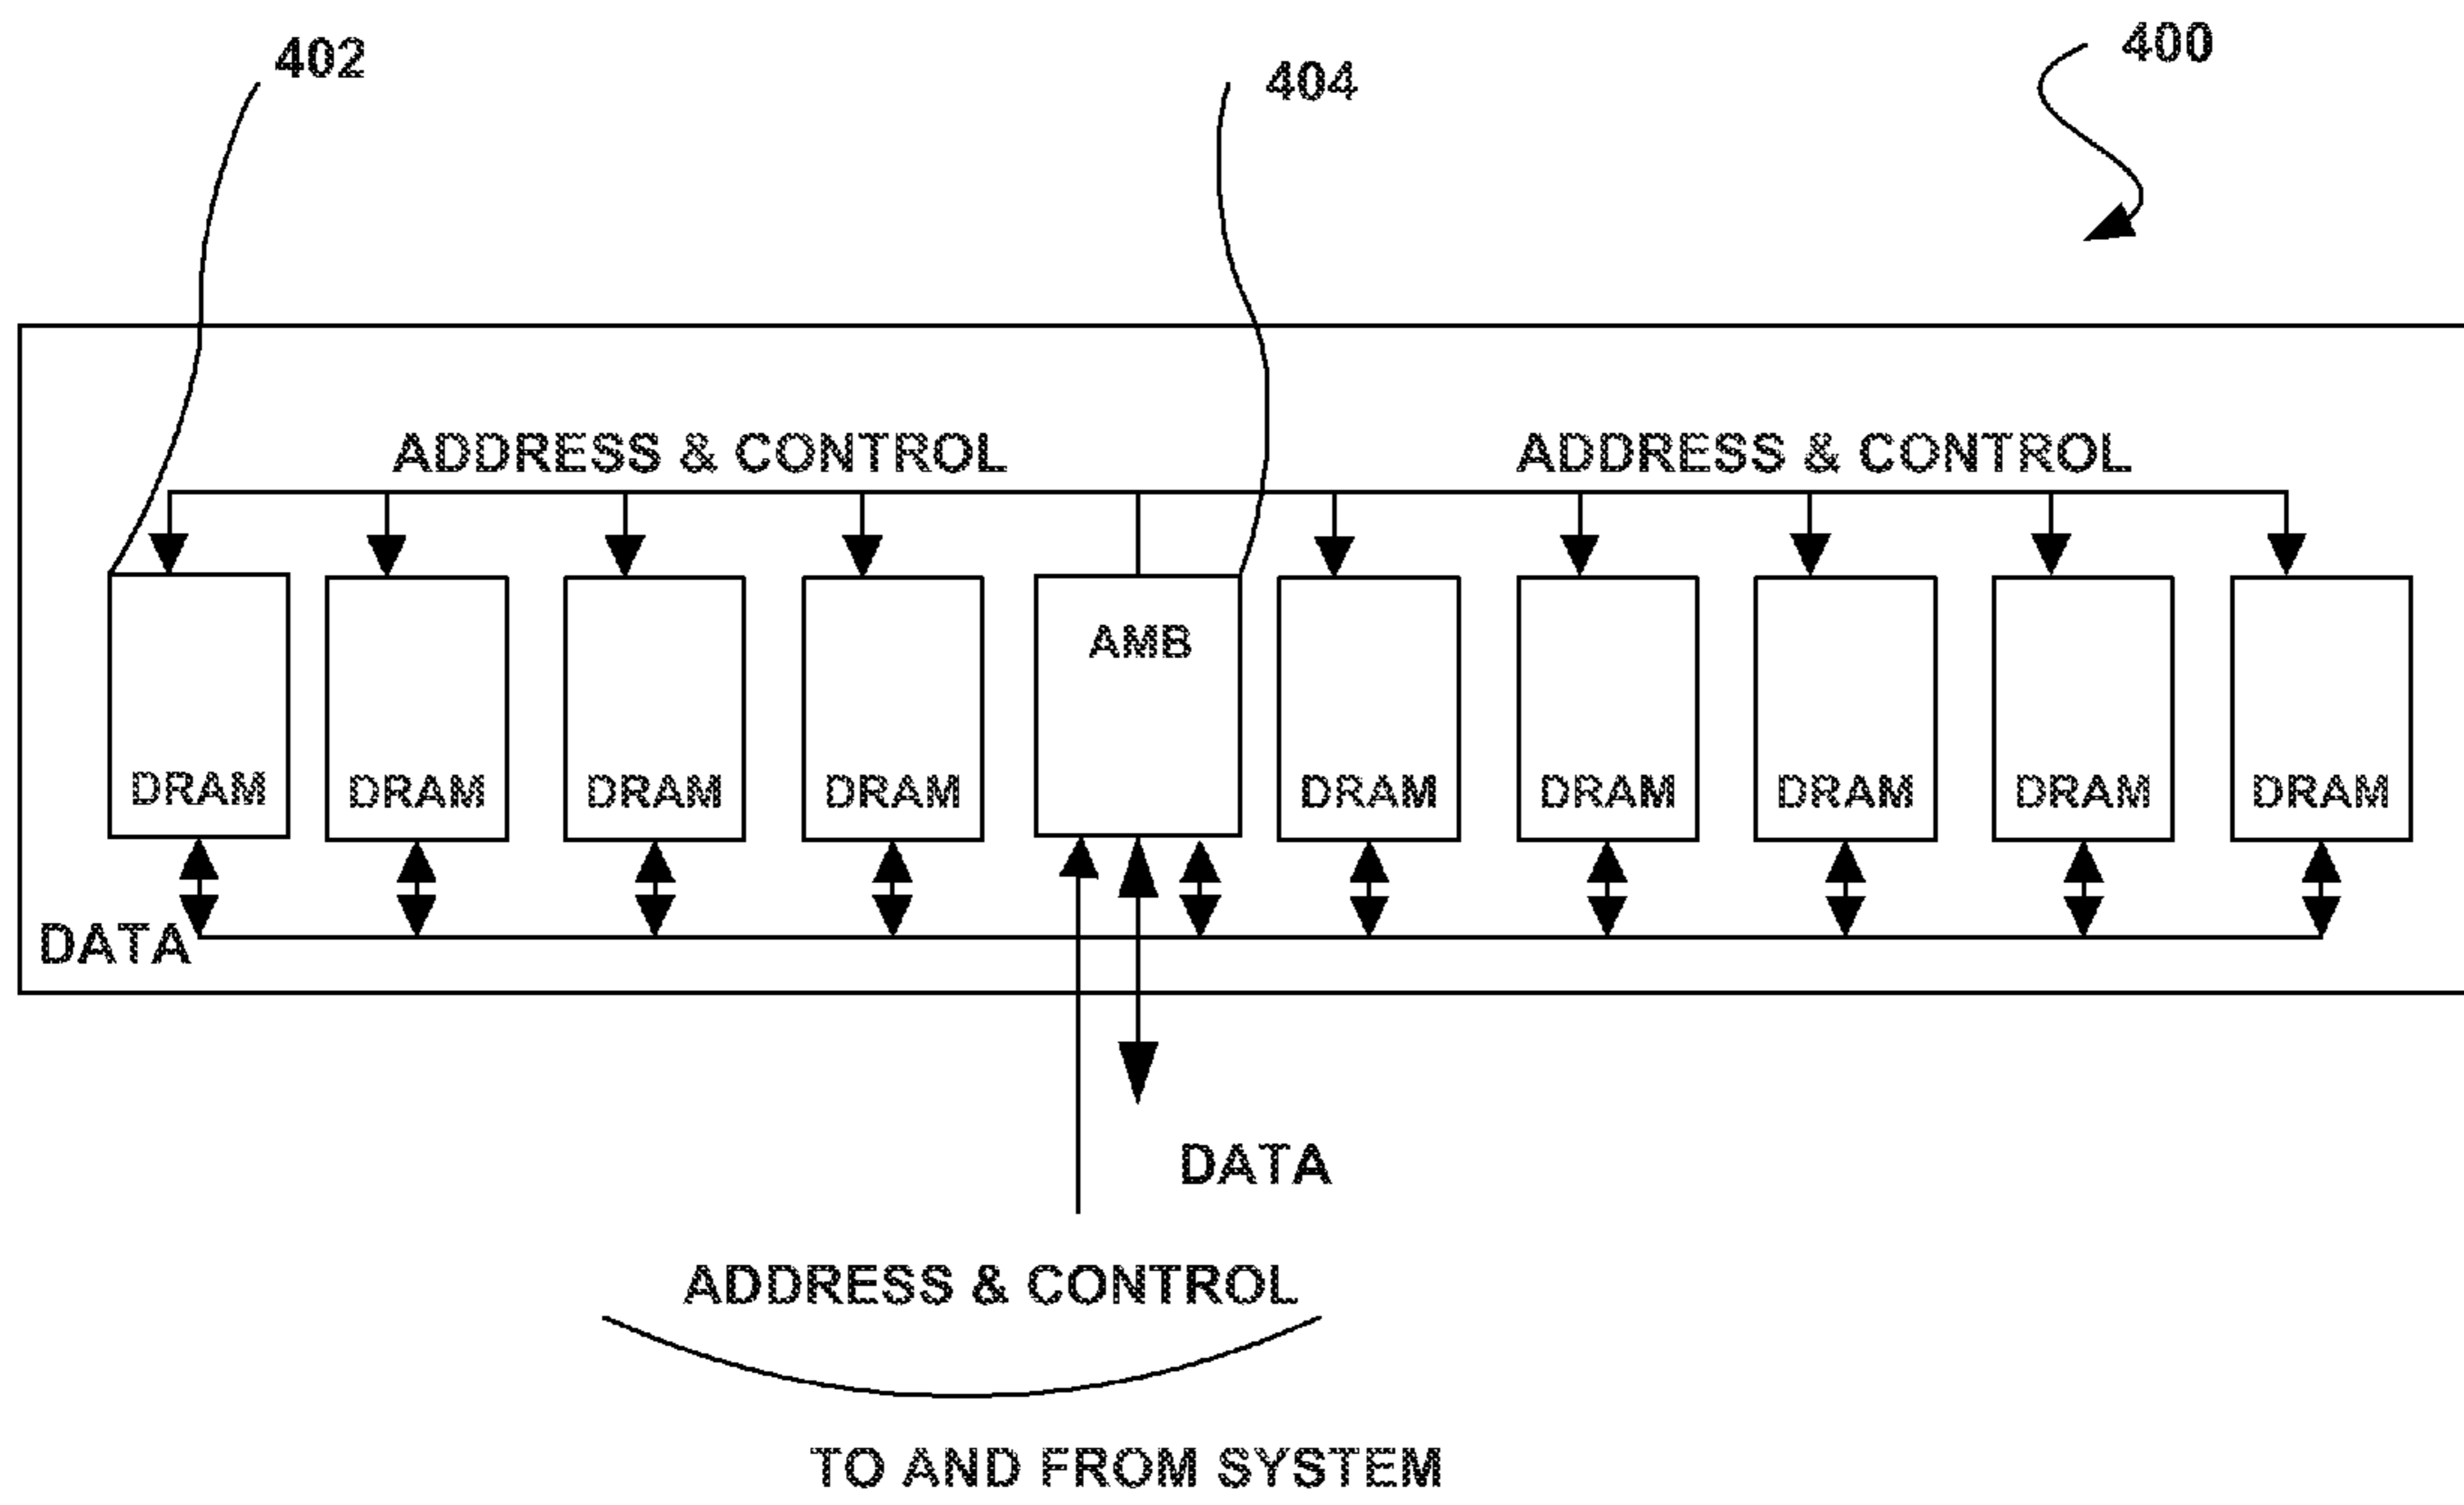 402
404
400
ADDRESS & CONTROL
ADDRESS & CONTROL
AMB
DRAM
DRAM
DRAM
DRAM
DRAM
DRAM
DRAM
DRAM
DRAM
DATA
DATA
ADDRESS & CONTROL
TO AND FROM SYSTEM